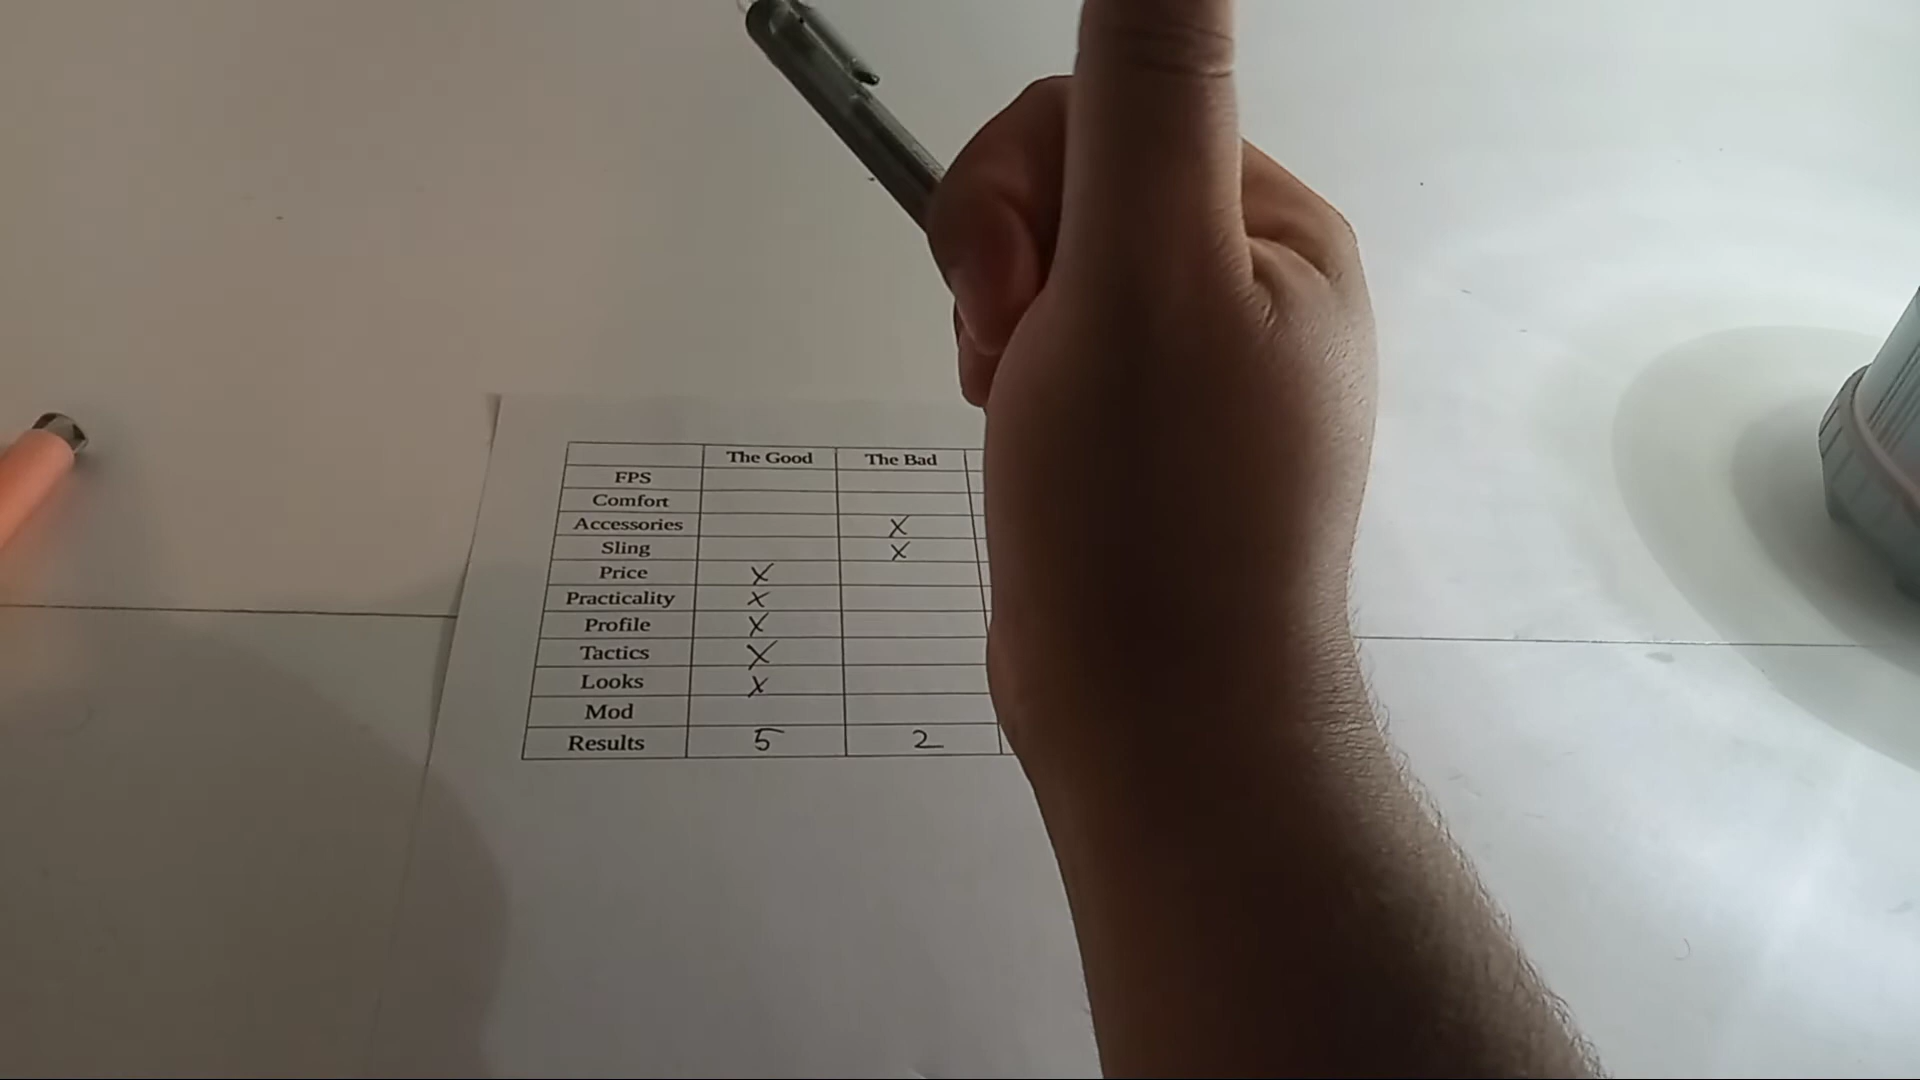 The Good The Bad
FPS
Comfort
Accessories X
Sling X
Price X
Practicality X
Profile X
Tactics X
Looks X
Mod
Results 5 2